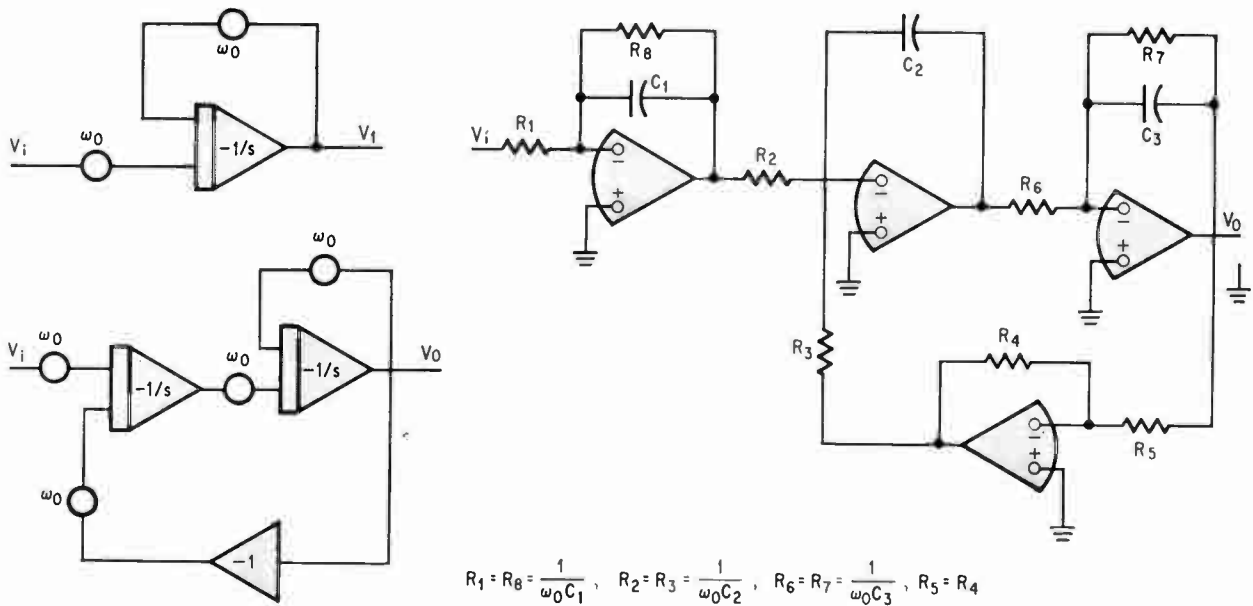 ω0
-1/s
Vi
ω0
V1
ω0
Vi
ω0
-1/s
ω0
-1/s
V0
ω0
-1
R8
C1
Vi
R1
-
+
R2
C2
-
+
R6
R7
C3
-
+
V0
R3
R4
-
+
R5
R1 = R8 = 1/ω0C1 , R2 = R3 = 1/ω0C2 , R6 = R7 = 1/ω0C3 , R5 = R4